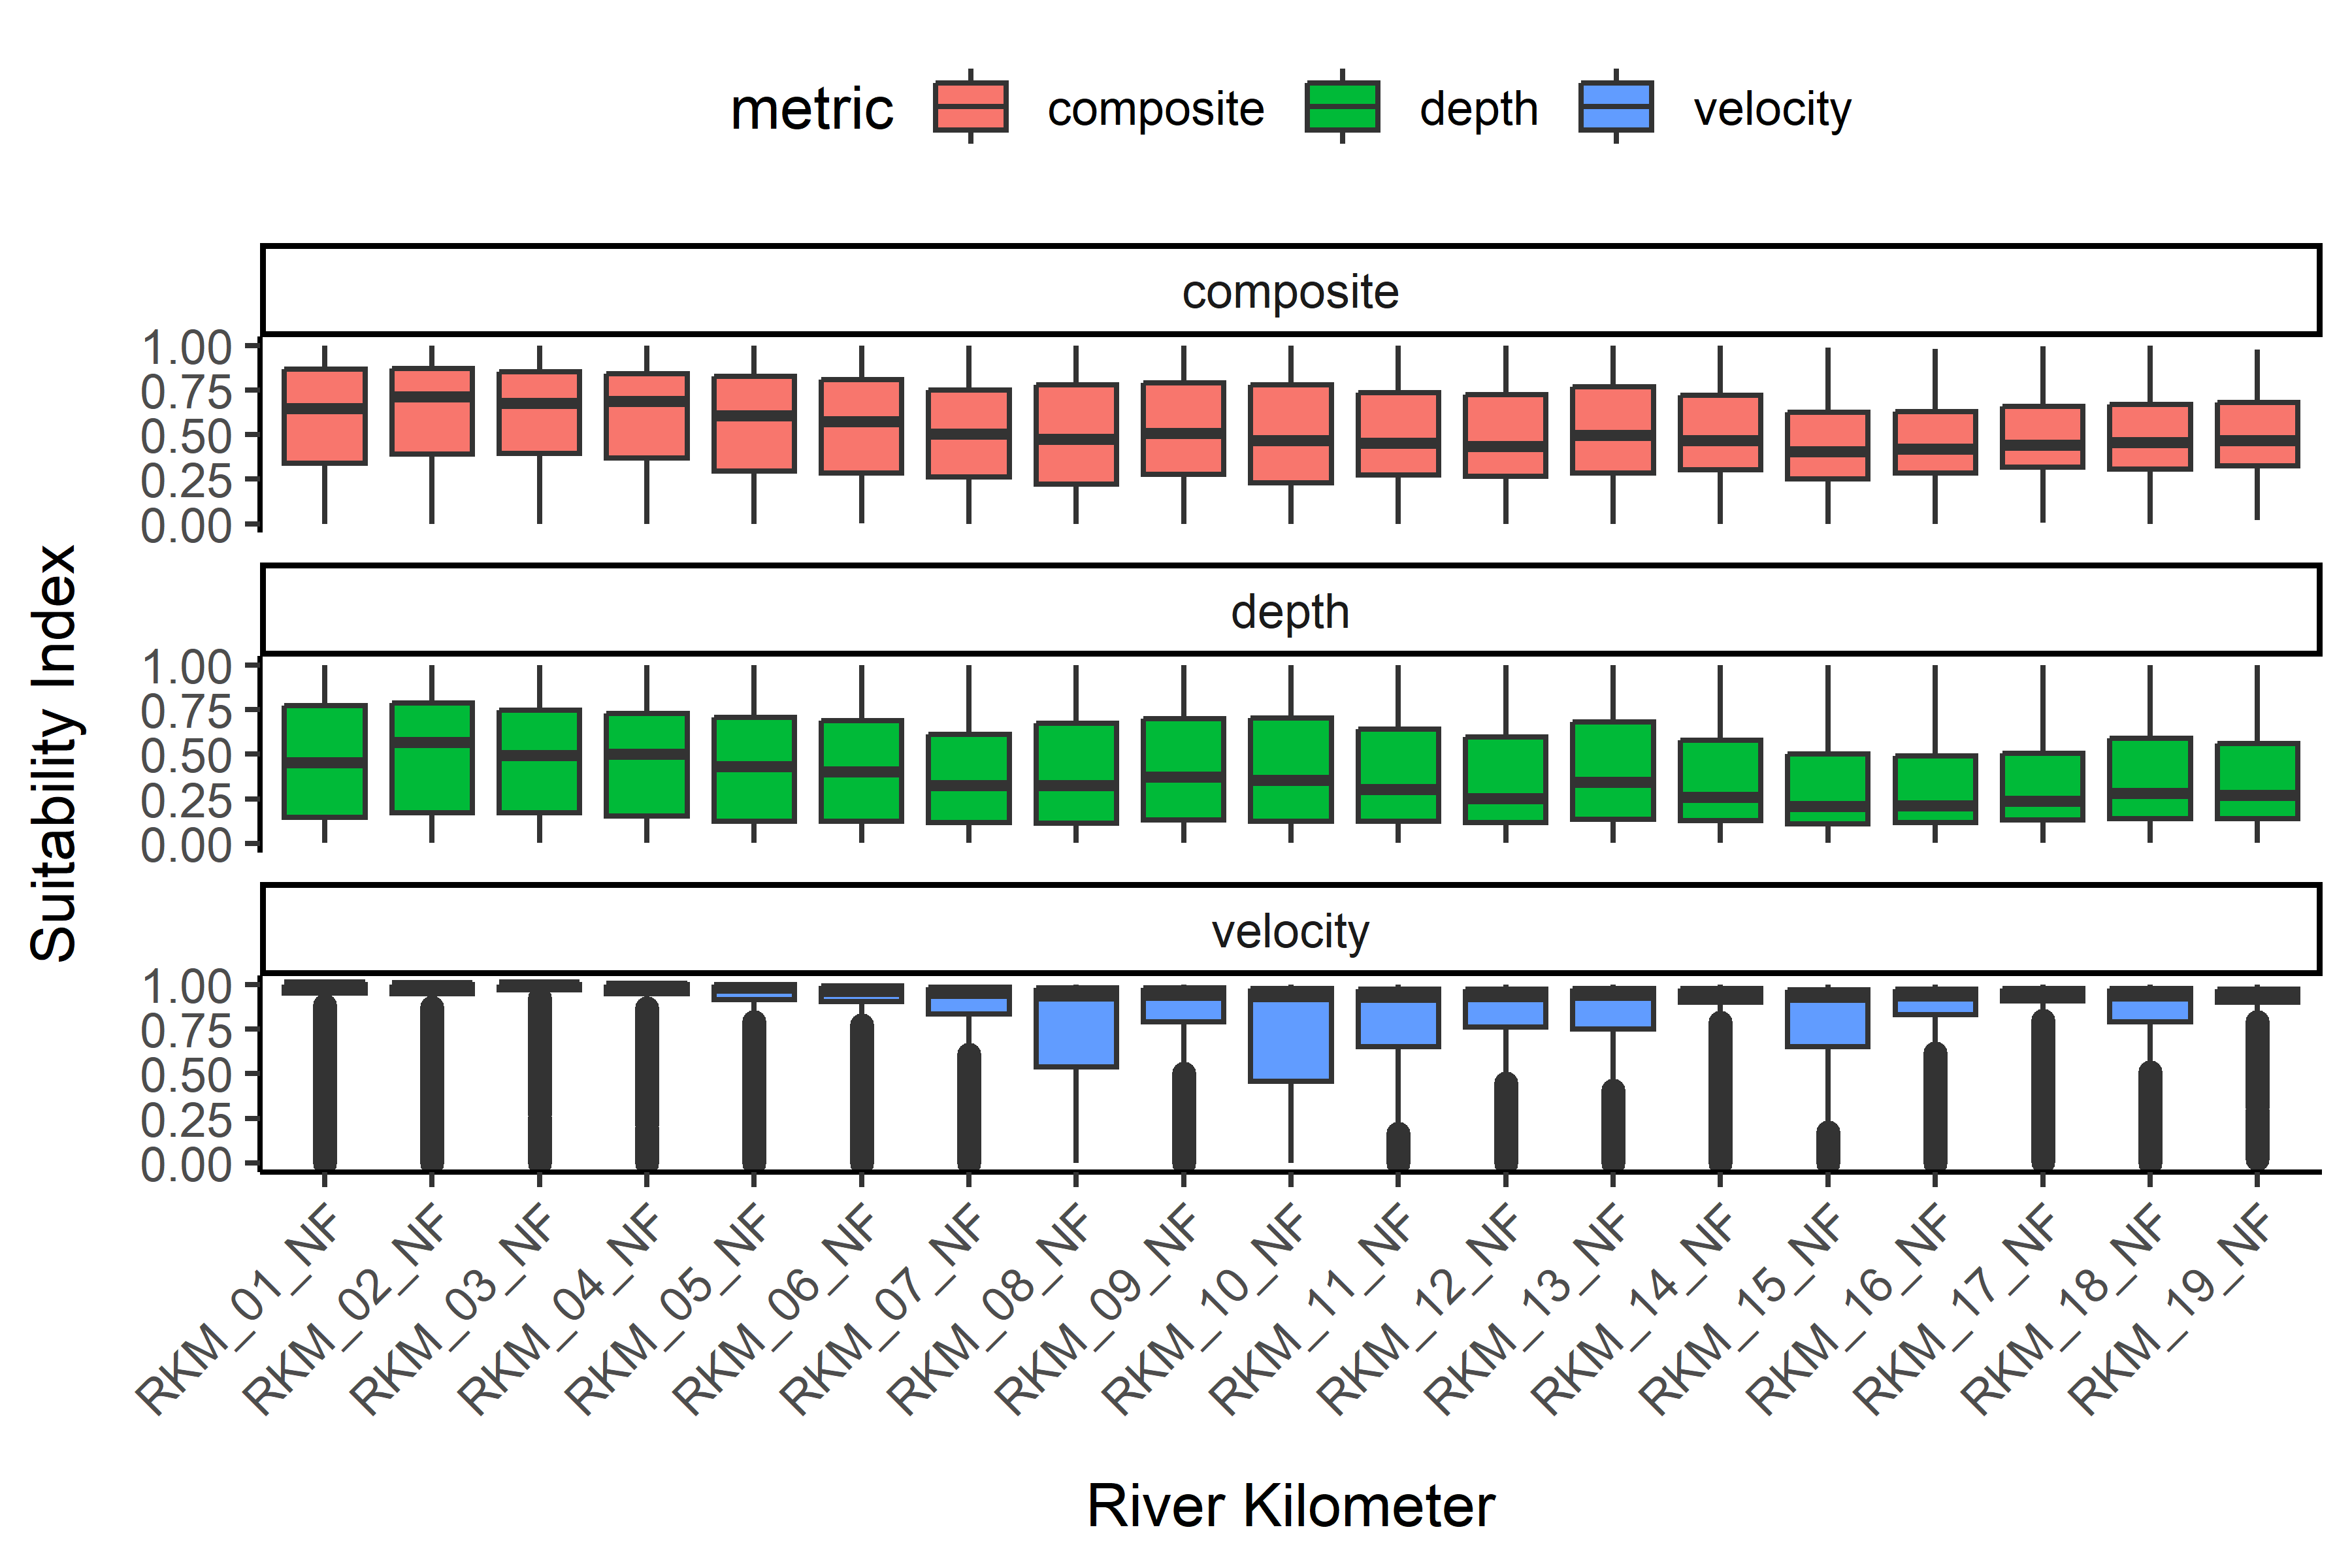 metric composite depth velocity
composite
1.00
0.75
0.50
0.25
0.00
depth
1.00
0.75
0.50
0.25
0.00
velocity
1.00
0.75
0.50
0.25
0.00
Suitability Index
RKM_01_NF
RKM_02_NF
RKM_03_NF
RKM_04_NF
RKM_05_NF
RKM_06_NF
RKM_07_NF
RKM_08_NF
RKM_09_NF
RKM_10_NF
RKM_11_NF
RKM_12_NF
RKM_13_NF
RKM_14_NF
RKM_15_NF
RKM_16_NF
RKM_17_NF
RKM_18_NF
RKM_19_NF
River Kilometer